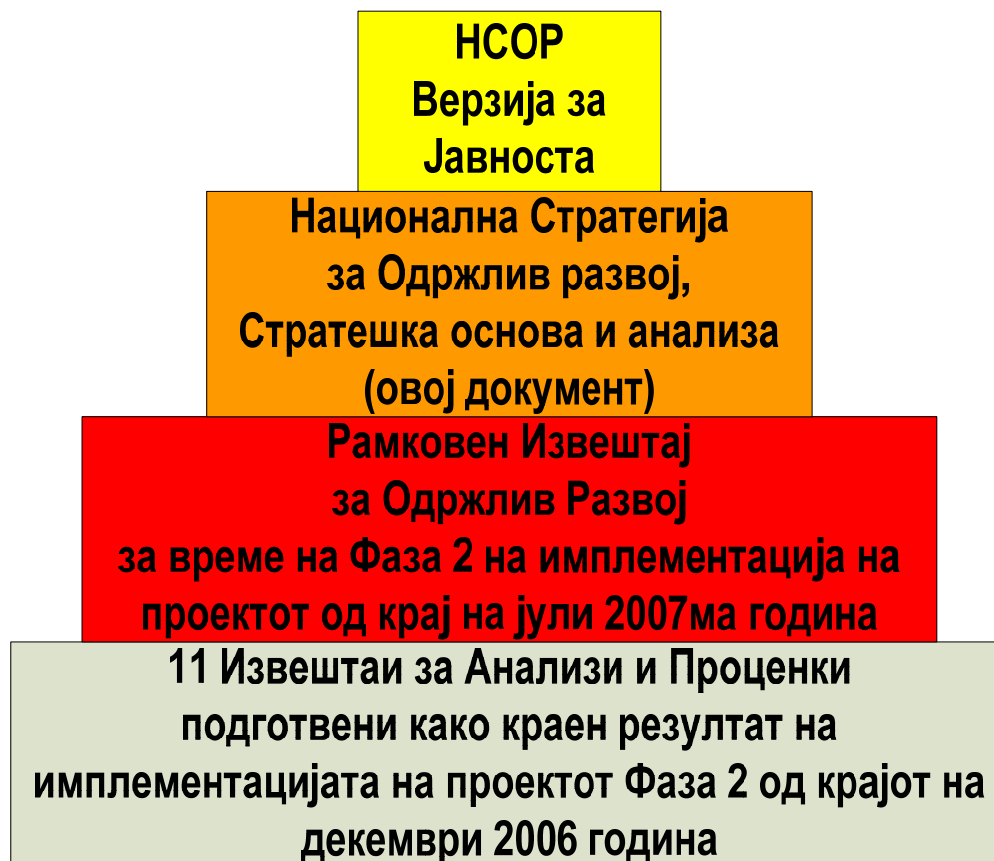 НСОР
Верзија за
Јавноста
Национална Стратегија
за Одржлив развој,
Стратешка основа и анализа
(овој документ)
Рамковен Извештај
за Одржлив Развој
за време на Фаза 2 на имплементација на
проектот од крај на јули 2007ма година
11 Извештаи за Анализи и Проценки
подготвени како краен резултат на
имплементацијата на проектот Фаза 2 од крајот на
декември 2006 година